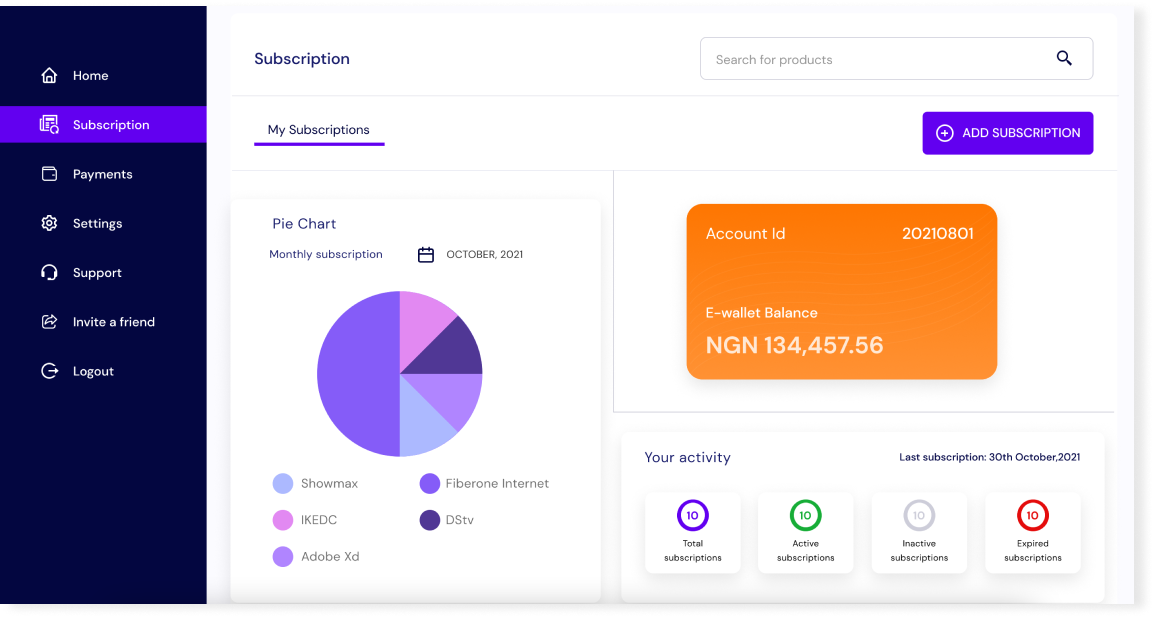 Home
Subscription
Payments
Settings
Support
Invite a friend
Logout
Subscription
Search for products
My Subscriptions
ADD SUBSCRIPTION
Pie Chart
Monthly subscription
OCTOBER, 2021
Showmax
Fiberone Internet
IKEDC
DStv
Adobe Xd
Account Id
20210801
E-wallet Balance
NGN 134,457.56
Your activity
Last subscription: 30th October,2021
10
Total
subscriptions
10
Active
subscriptions
10
Inactive
subscriptions
10
Expired
subscriptions